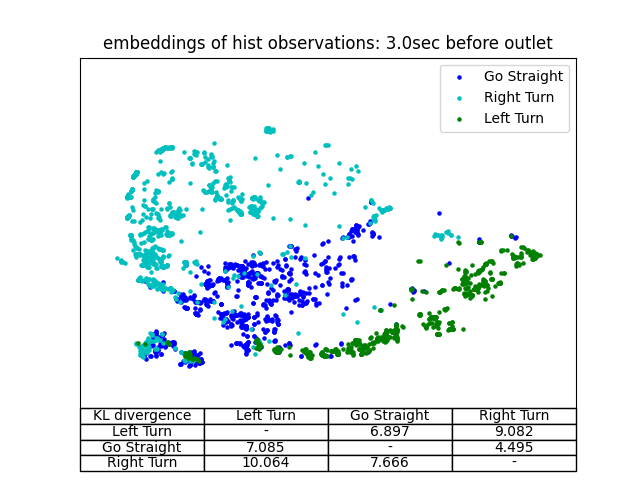 embeddings of hist observations: 3.0sec before outlet
Go Straight
Right Turn
Left Turn
KL divergence Left Turn Go Straight Right Turn
Left Turn - 6.897 9.082
Go Straight 7.085 - 4.495
Right Turn 10.064 7.666 -